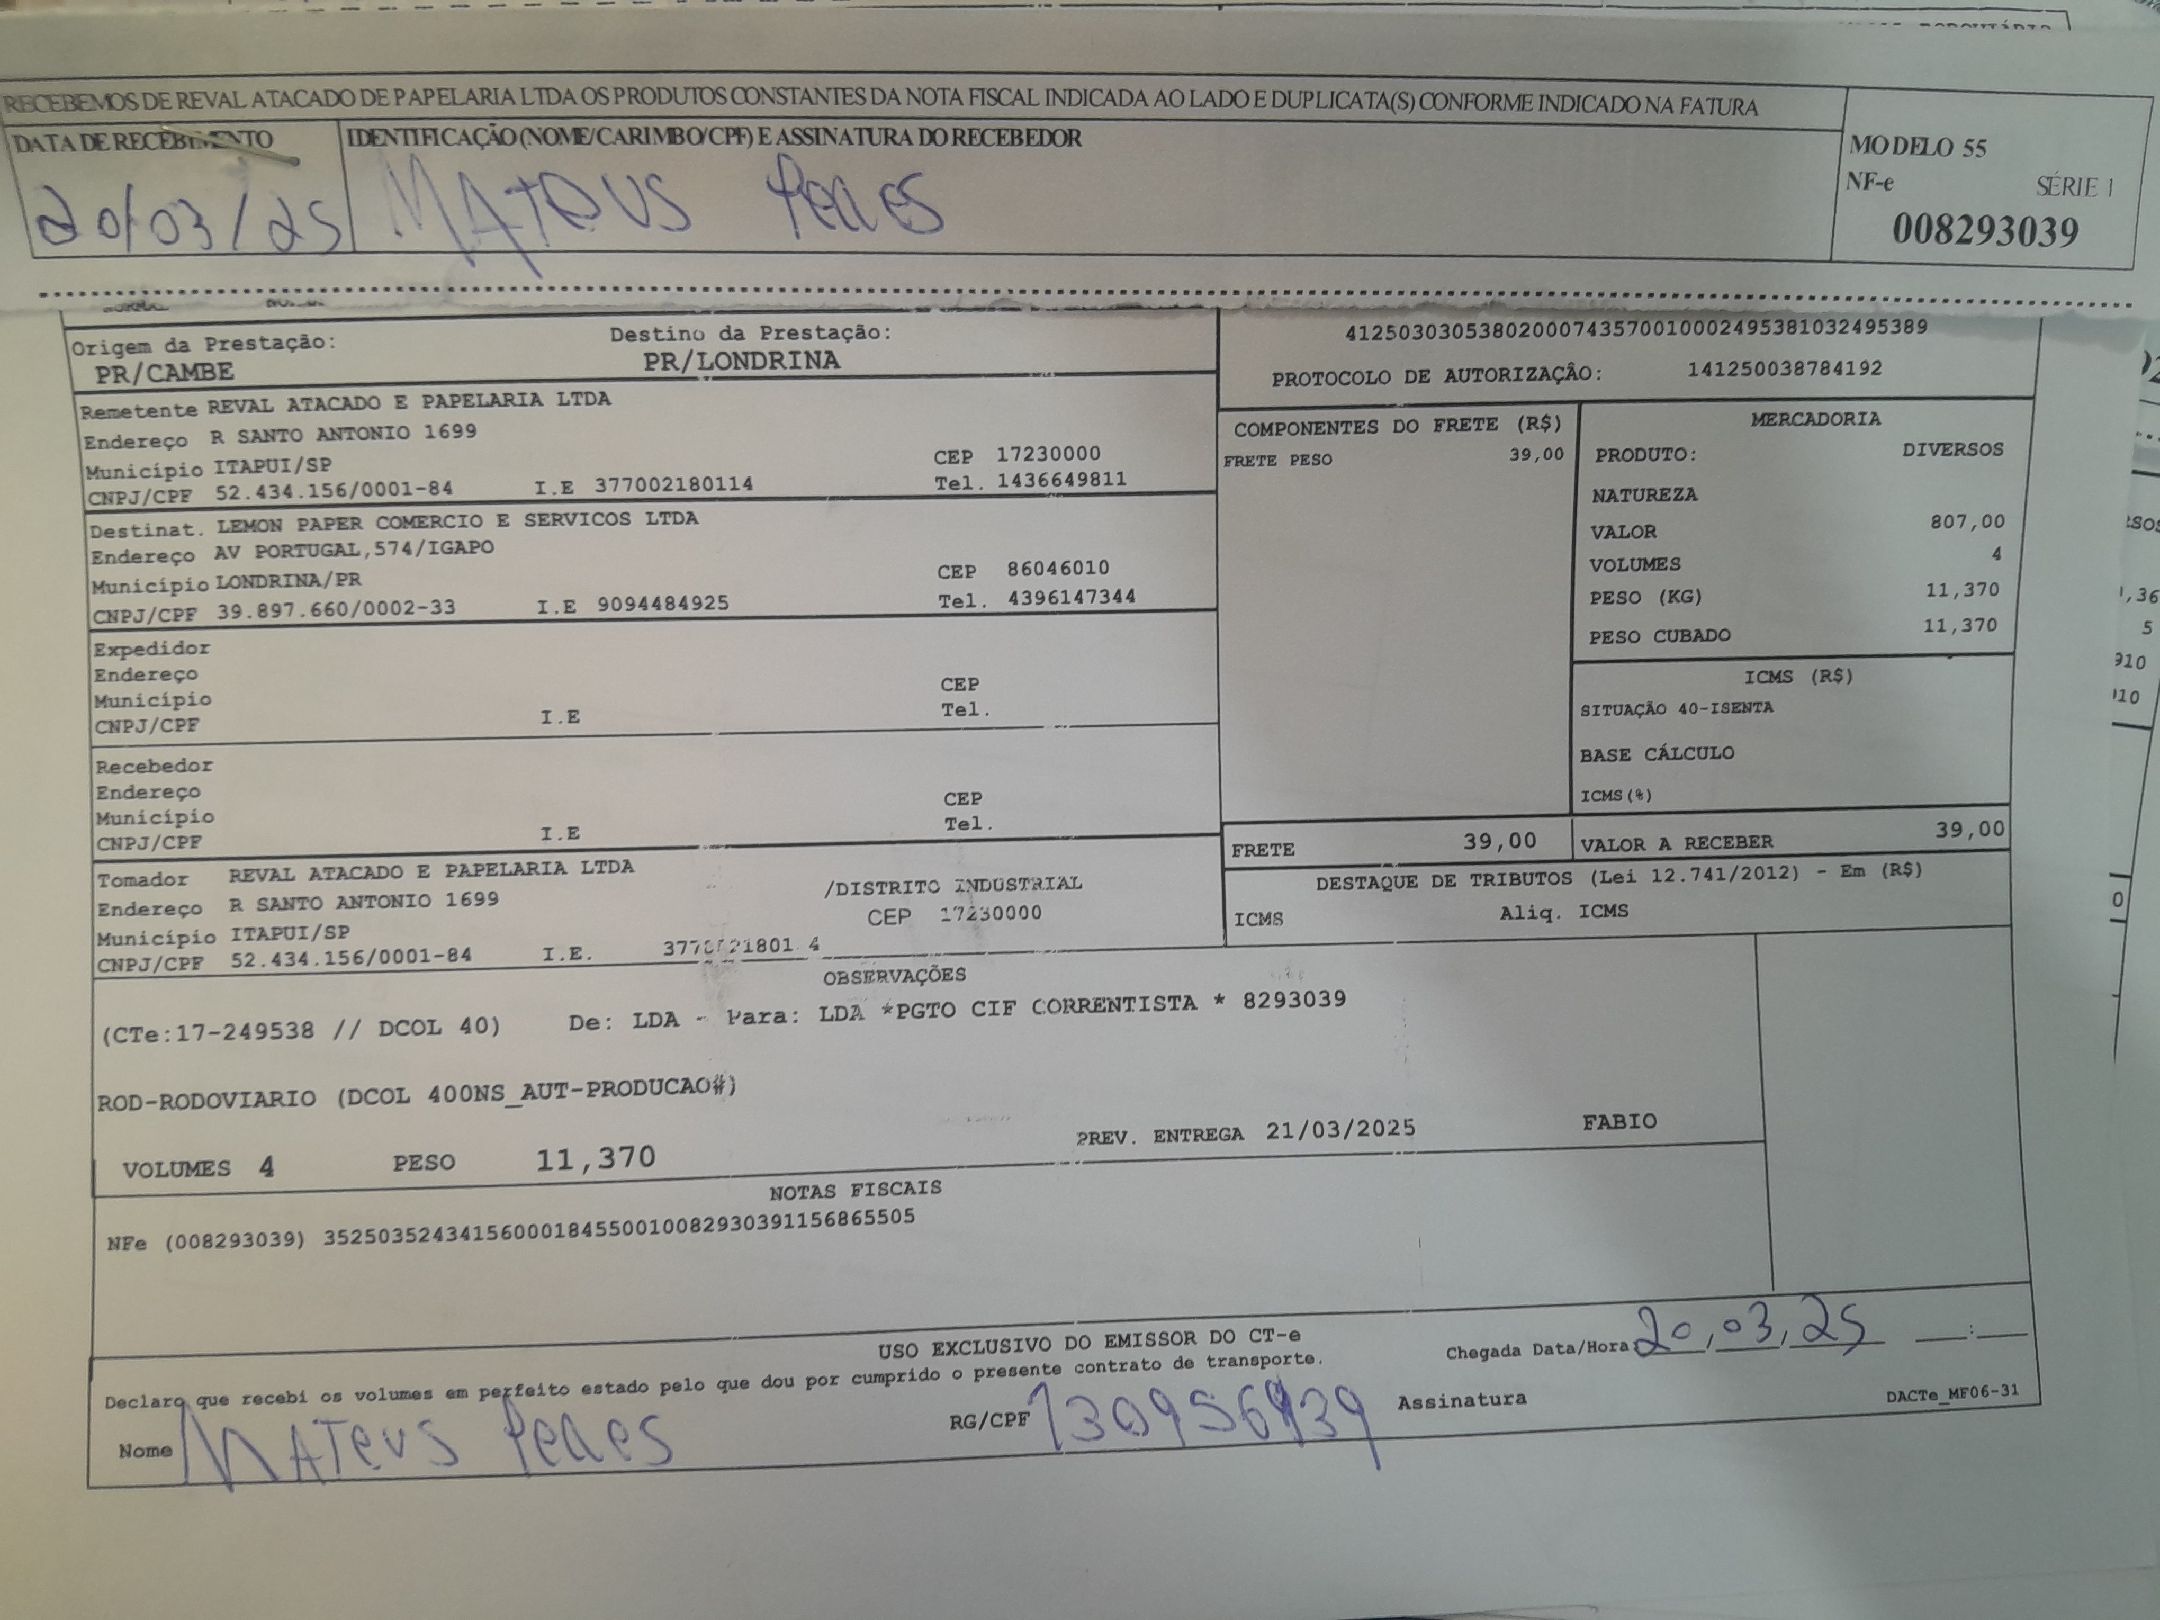 RECEBEMOS DE REVAL ATACADO DE PAPELARIA LTDA OS PRODUTOS CONSTANTES DA NOTA FISCAL INDICADA AO LADO E DUPLICATA(S) CONFORME INDICADO NA FATURA
DATA DE RECEBIMENTO IDENTIFICAÇÃO (NOME/CARIMBO/CPF) E ASSINATURA DO RECEBEDOR
20/03/25 MATEUS
MODELO 55
NF-e SÉRIE 1
008293039
Origem da Prestação: Destino da Prestação:
PR/CAMBE PR/LONDRINA
41250303053802000743570010002495381032495389
PROTOCOLO DE AUTORIZAÇÃO: 141250038784192
Remetente REVAL ATACADO E PAPELARIA LTDA
Endereço R SANTO ANTONIO 1699
Município ITAPUI/SP CEP 17230000
CNPJ/CPF 52.434.156/0001-84 I.E 377002180114 Tel. 1436649811
Destinat. LEMON PAPER COMERCIO E SERVICOS LTDA
Endereço AV PORTUGAL,574/IGAPO
Município LONDRINA/PR CEP 86046010
CNPJ/CPF 39.897.660/0002-33 I.E 9094484925 Tel. 4396147344
Expedidor
Endereço
Município CEP
CNPJ/CPF I.E Tel.
Recebedor
Endereço
Município CEP
CNPJ/CPF I.E Tel.
Tomador REVAL ATACADO E PAPELARIA LTDA
Endereço R SANTO ANTONIO 1699 /DISTRITO INDUSTRIAL
Município ITAPUI/SP CEP 17230000
CNPJ/CPF 52.434.156/0001-84 I.E.
COMPONENTES DO FRETE (R$)
FRETE PESO 39,00
MERCADORIA
PRODUTO: DIVERSOS
NATUREZA
VALOR 807,00
VOLUMES 4
PESO (KG) 11,370
PESO CUBADO 11,370
ICMS (R$)
SITUAÇÃO 40-ISENTA
BASE CÁLCULO
ICMS(%)
FRETE 39,00 VALOR A RECEBER 39,00
DESTAQUE DE TRIBUTOS (Lei 12.741/2012) - Em (R$)
ICMS Aliq. ICMS
OBSERVAÇÕES
(CTe:17-249538 // DCOL 40) De: LDA - Para: LDA *PGTO CIF CORRENTISTA * 8293039
ROD-RODOVIARIO (DCOL 400NS_AUT-PRODUCAO#)
VOLUMES 4 PESO 11,370 PREV. ENTREGA 21/03/2025 FABIO
NOTAS FISCAIS
NFe (008293039) 35250352434156000184550010082930391156865505
USO EXCLUSIVO DO EMISSOR DO CT-e
Declaro que recebi os volumes em perfeito estado pelo que dou por cumprido o presente contrato de transporte.
Chegada Data/Hora: 20,03,25 :
Nome MATEUS
RG/CPF
Assinatura
DACTe_MF06-31